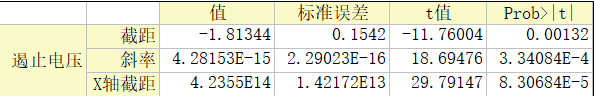 值 标准误差 t值 Prob>|t|
遏止电压 截距 -1.81344 0.1542 -11.76004 0.00132
斜率 4.28153E-15 2.29023E-16 18.69476 3.34084E-4
X轴截距 4.2355E14 1.42172E13 29.79147 8.30684E-5